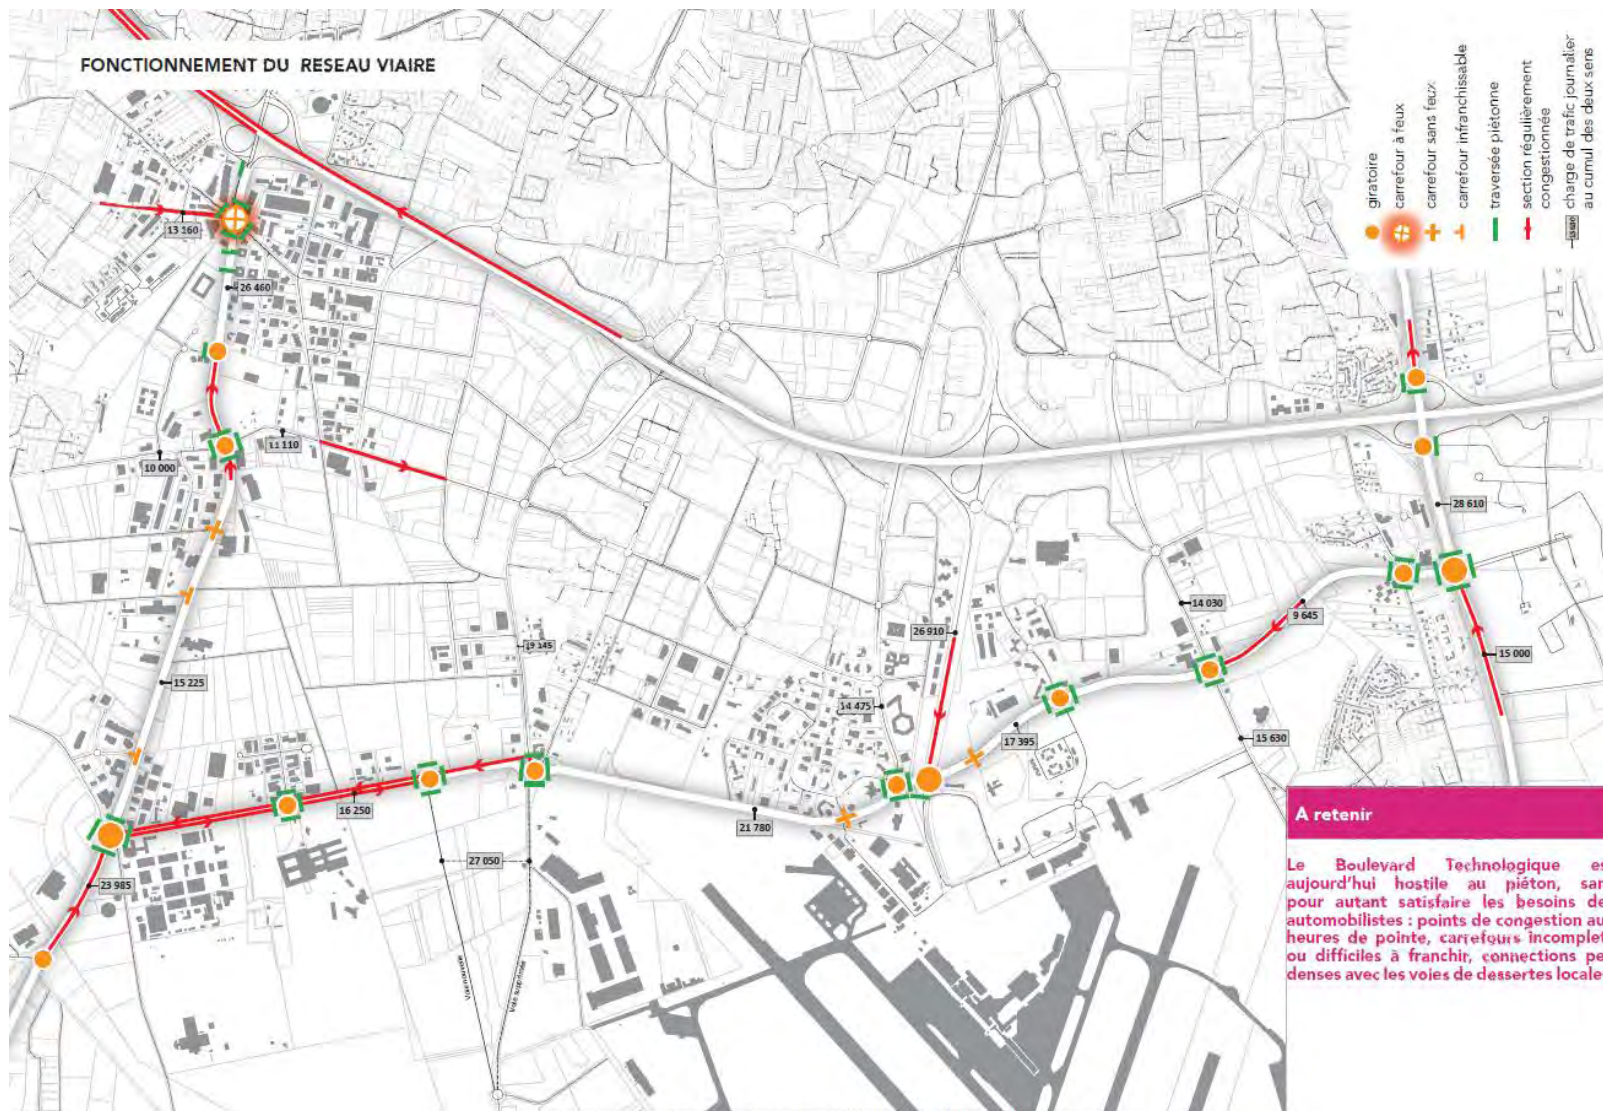 FONCTIONNEMENT DU RESEAU VIAIRE
giratoire
carrefour à feux
carrefour sans feux
carrefour infranchissable
traversée piétonne
section régulièrement
congestionnée
charge de trafic journalier
au cumul des deux sens
13 160
26 460
11 110
10 000
28 610
14 030
9 645
26 910
19 145
15 000
15 225
14 475
17 395
15 630
16 250
21 780
27 050
23 985
Voie nouvelle
Voie supprimée
A retenir
Le Boulevard Technologique es
aujourd'hui hostile au piéton, san
pour autant satisfaire les besoins de
automobilistes : points de congestion au
heures de pointe, carrefours incomplet
ou difficiles à franchir, connections pe
denses avec les voies de dessertes locale